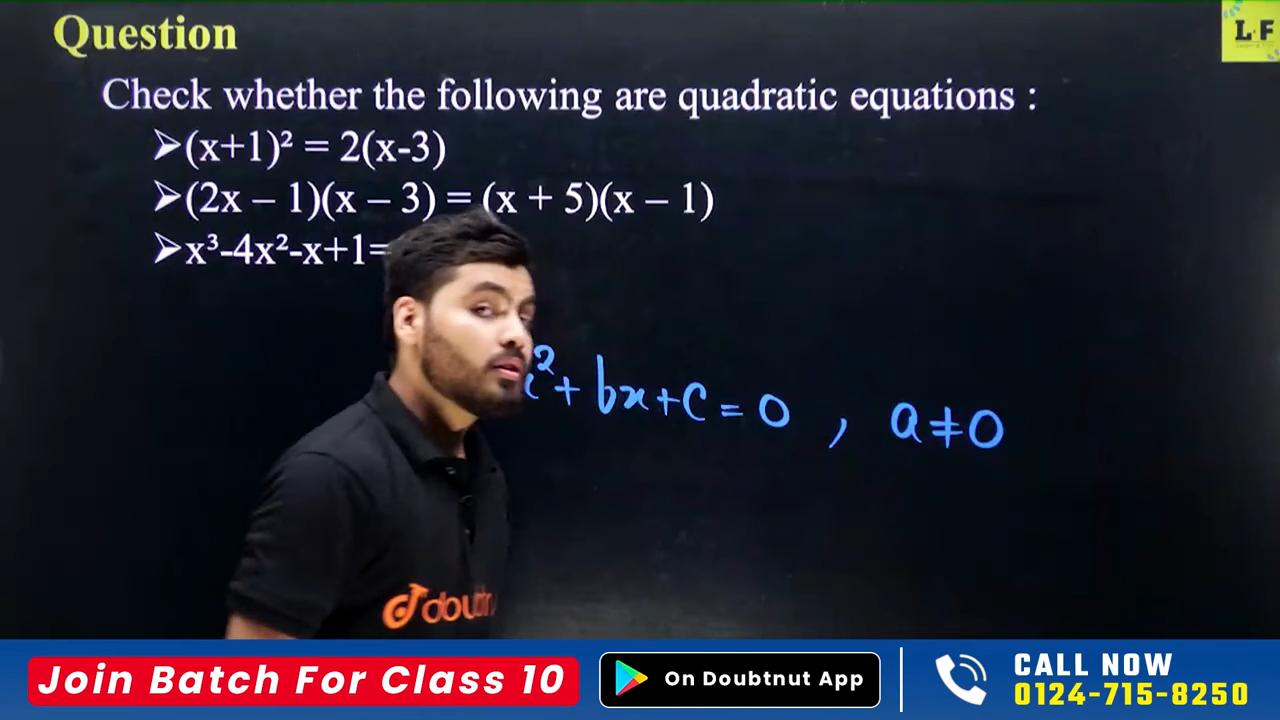 Question
L F
Check whether the following are quadratic equations :
➢(x+1)² = 2(x-3)
➢(2x – 1)(x – 3) = (x + 5)(x – 1)
➢x³-4x²-x+1=
² + bx + c = 0 , a ≠ 0
Join Batch For Class 10
On Doubtnut App
CALL NOW
0124-715-8250